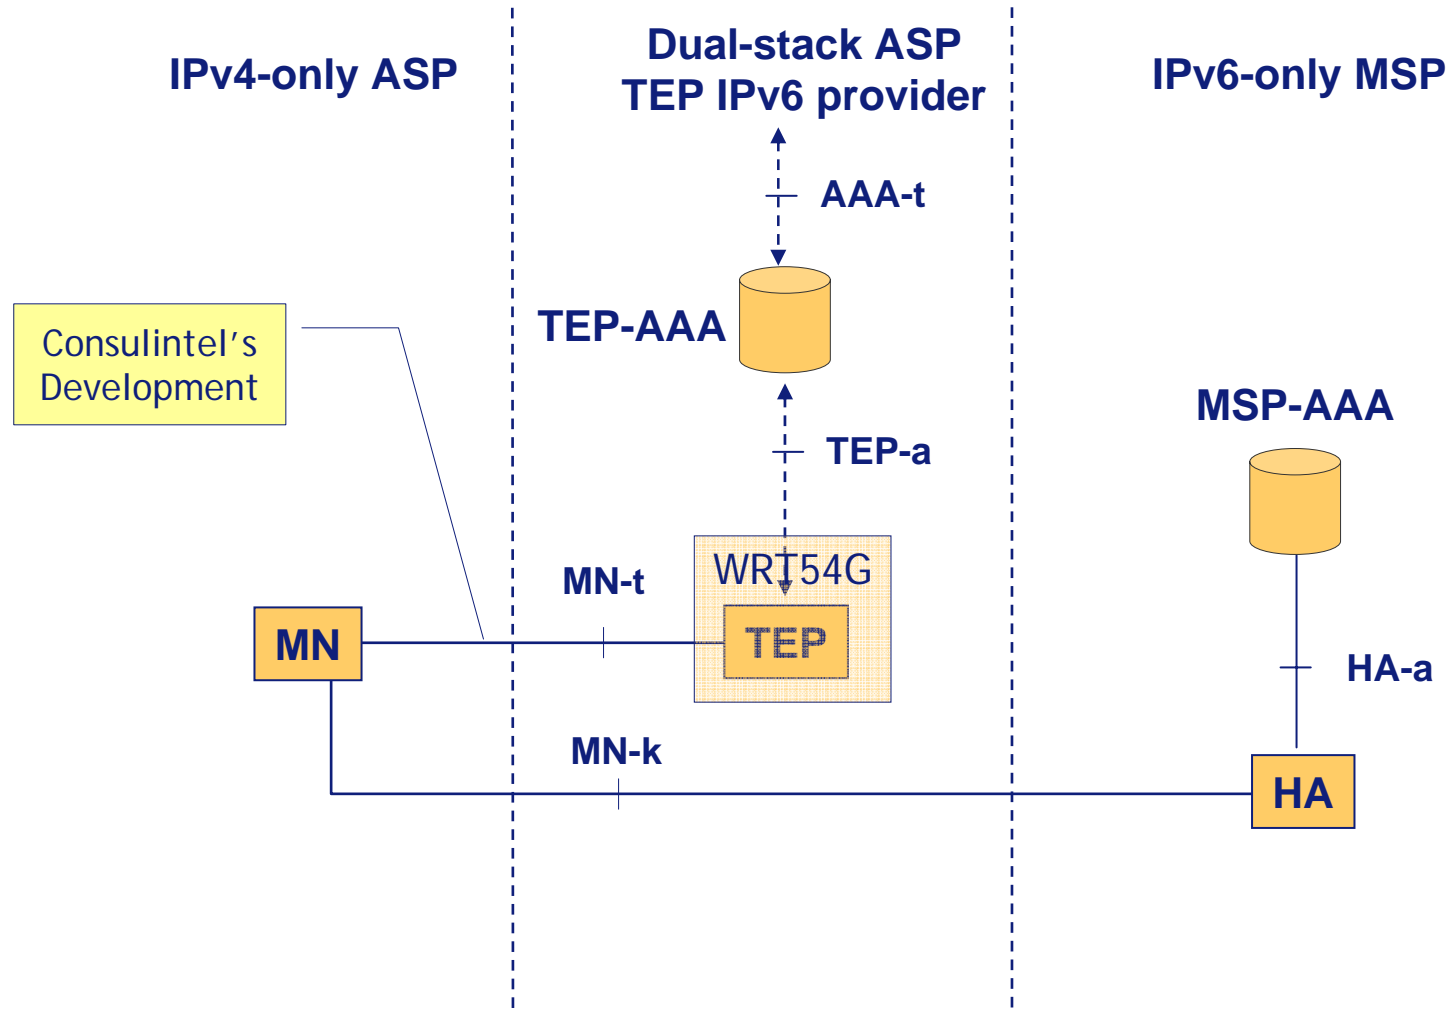 IPv4-only ASP
Dual-stack ASP
TEP IPv6 provider
IPv6-only MSP
AAA-t
TEP-AAA
Consulintel's
Development
MSP-AAA
TEP-a
WRT54G
MN-t
TEP
MN
HA-a
MN-k
HA